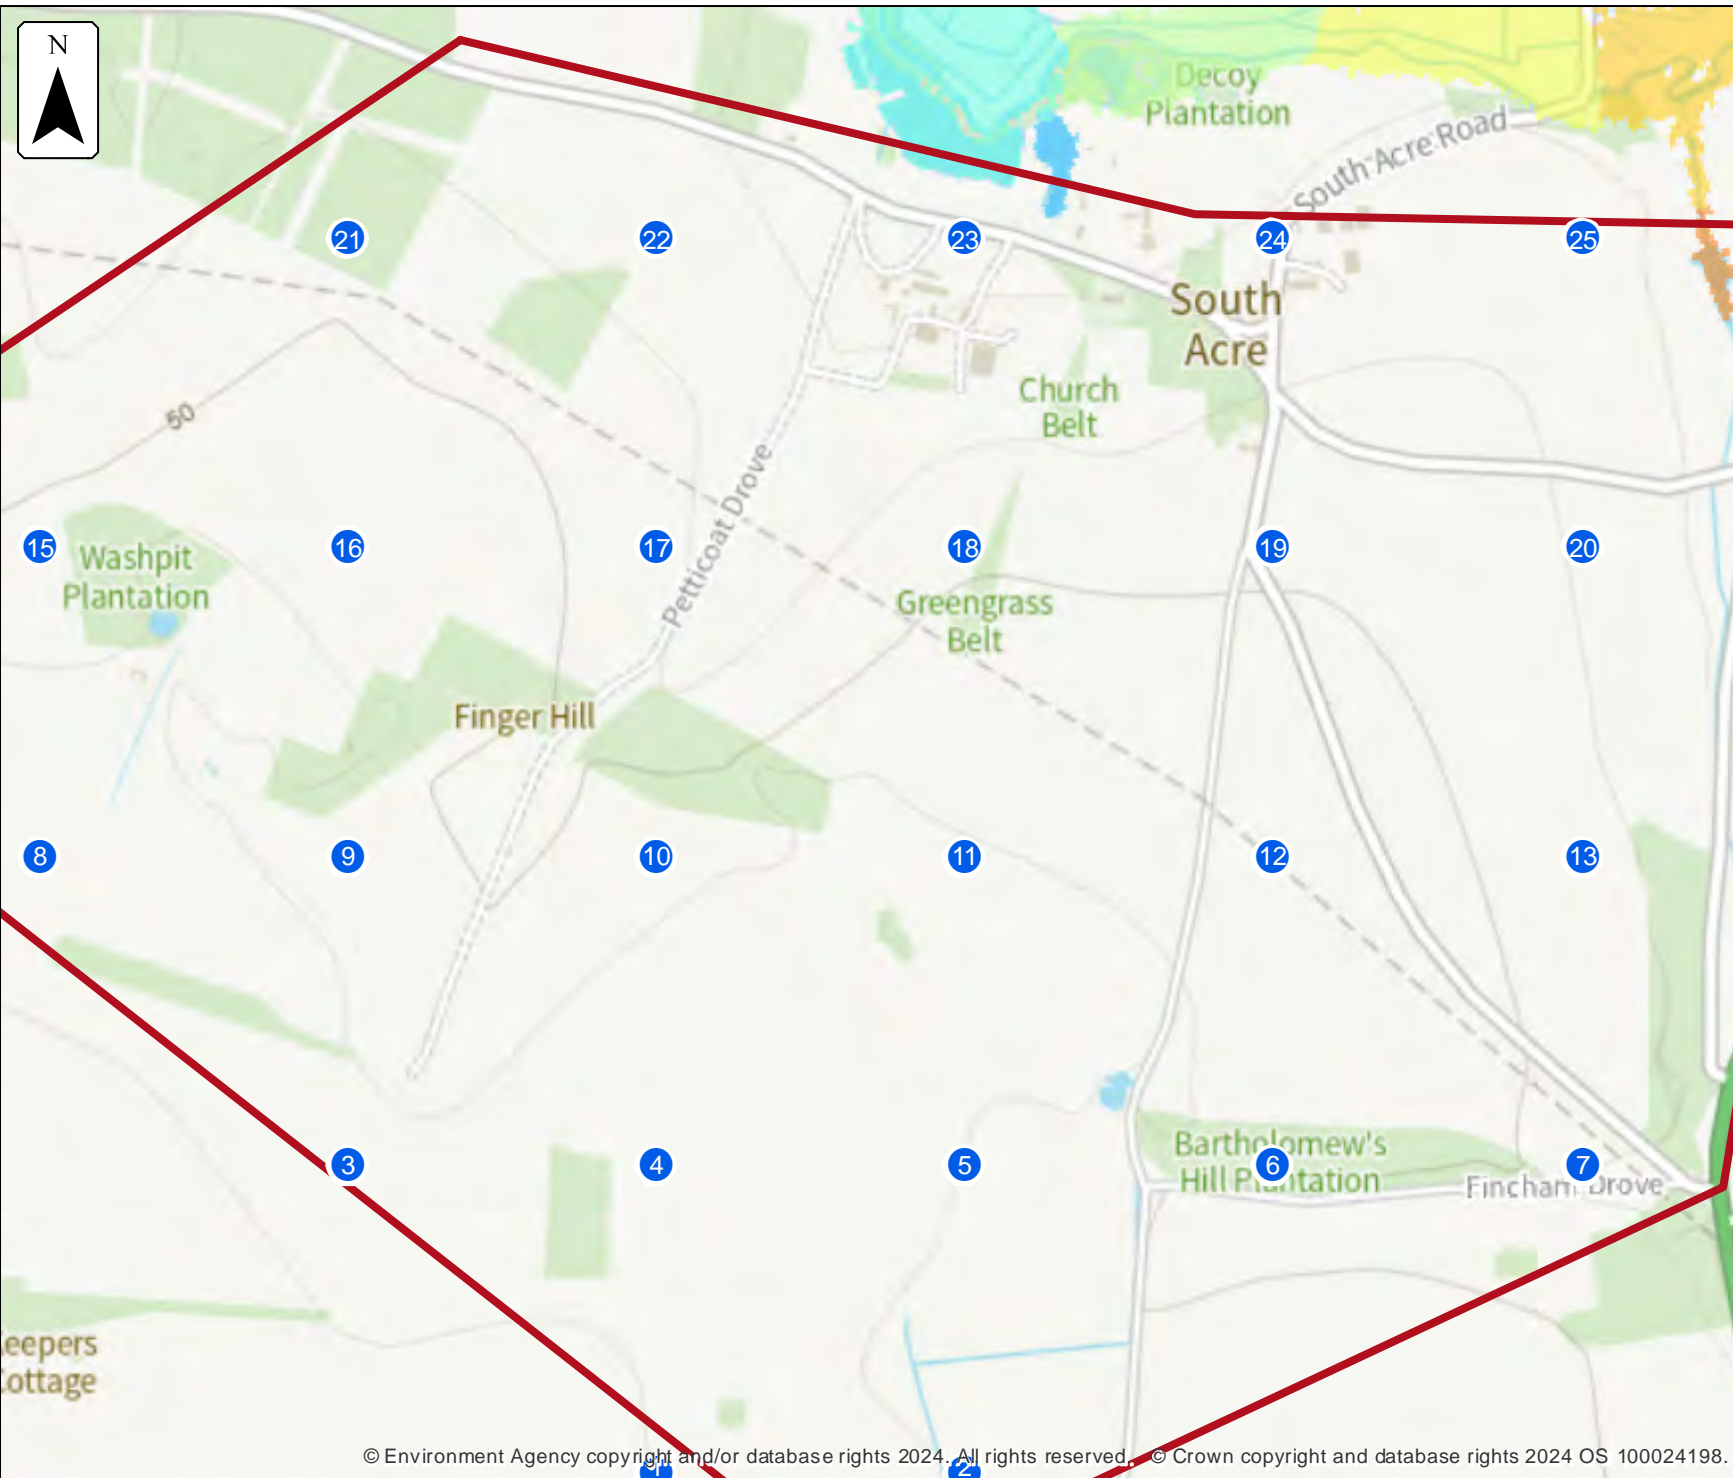 N
Decoy
Plantation
South Acre Road
21
22
23
24
25
South
Acre
Church
Belt
50
Petticoat Drove
15
16
17
18
19
20
Washpit
Plantation
Greengrass
Belt
Finger Hill
8
9
10
11
12
13
3
4
5
6
7
Bartholomew's
Hill Plantation
Fincham Drove
eepers
ottage
© Environment Agency copyright and/or database rights 2024. All rights reserved. © Crown copyright and database rights 2024 OS 100024198.
1
2